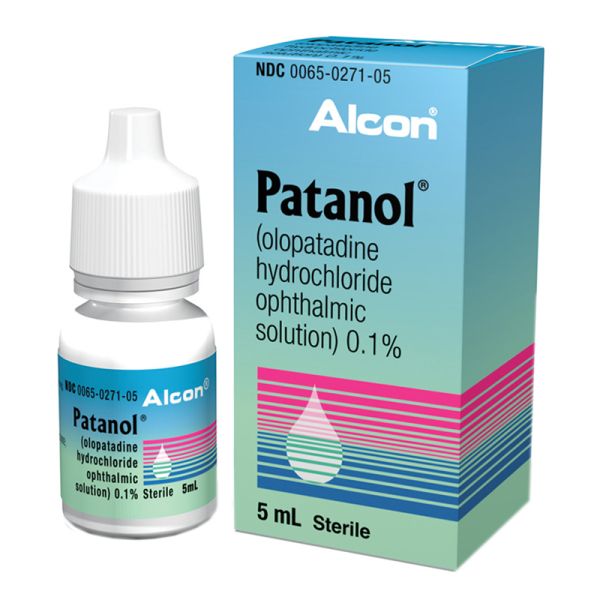 Patanol®
NDC 0065-0271-05
Alcon®
Patanol®
(olopatadine
hydrochloride
ophthalmic
solution) 0.1%
5 mL Sterile
NDC 0065-0271-05 Alcon®
Patanol®
(olopatadine
hydrochloride
ophthalmic
solution) 0.1% Sterile 5mL